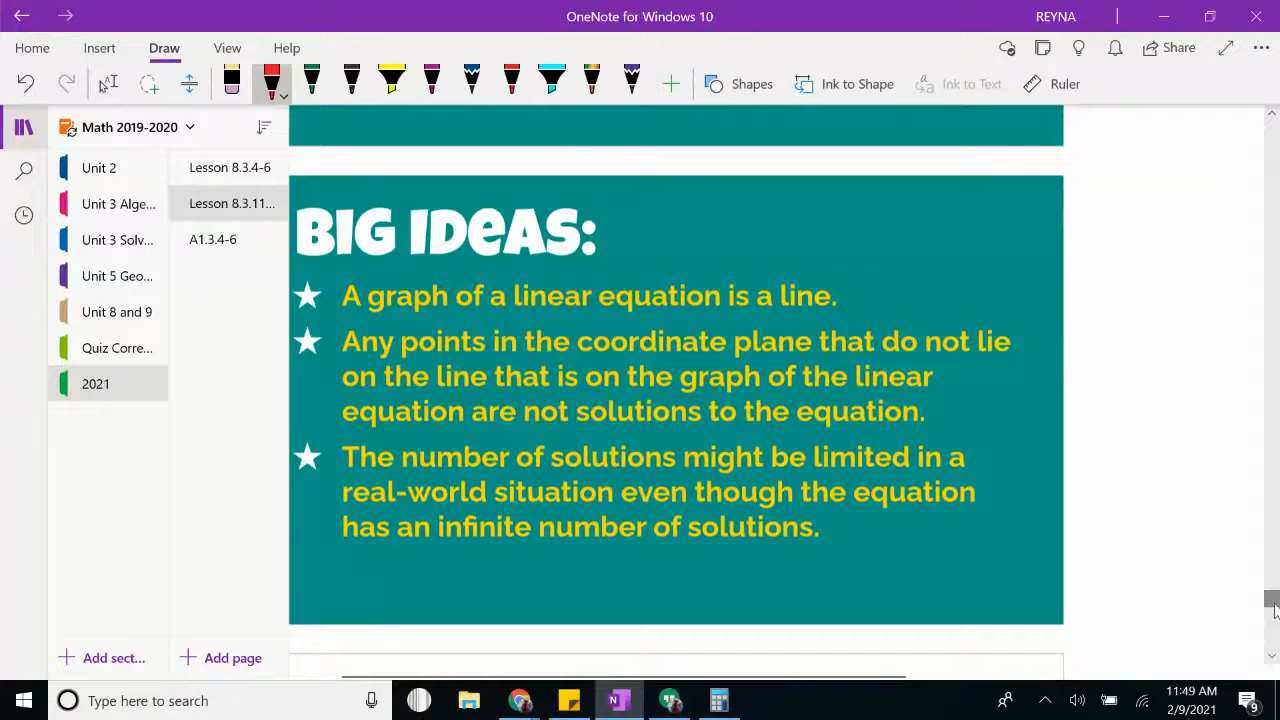 OneNote for Windows 10
REYNA
Home
Insert
Draw
View
Help
Share
Shapes
Ink to Shape
Ink to Text
Ruler
Math 2019-2020
Unit 2
Unit 3 Alge...
Unit 3 Solv...
Unit 5 Geo...
Unit 8 and 9
Quiz Corre...
2021
Add sect...
Lesson 8.3.4-6
Lesson 8.3.11...
A1.3.4-6
Add page
BIG IDEAS:
★ A graph of a linear equation is a line.
★ Any points in the coordinate plane that do not lie
on the line that is on the graph of the linear
equation are not solutions to the equation.
★ The number of solutions might be limited in a
real-world situation even though the equation
has an infinite number of solutions.
Type here to search
11:49 AM
2/9/2021
9